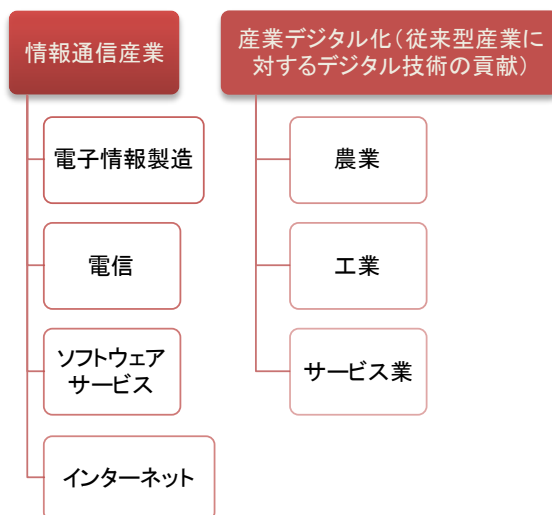 情報通信産業
電子情報製造
電信
ソフトウェア
サービス
インターネット
産業デジタル化（従来型産業に
対するデジタル技術の貢献）
農業
工業
サービス業